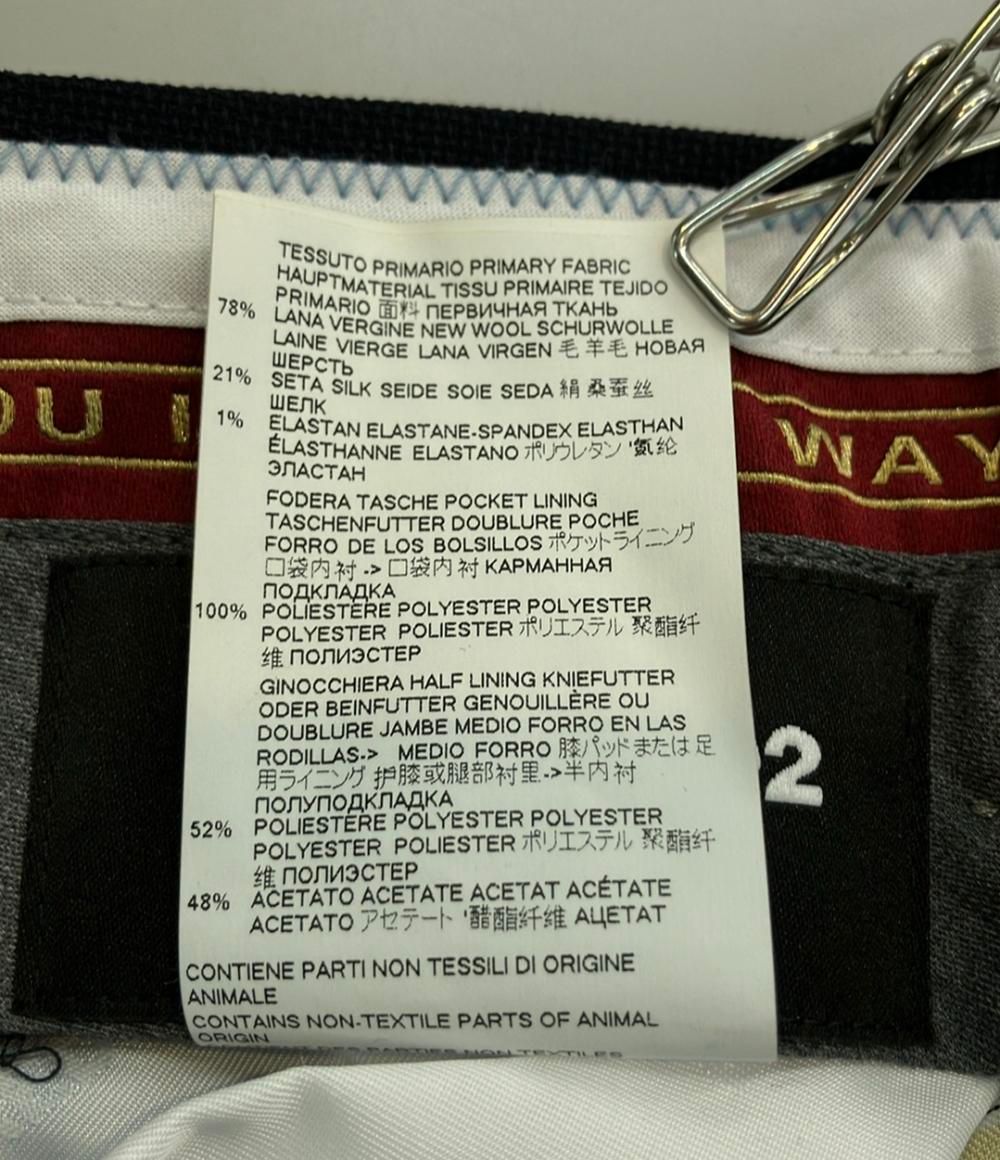 TESSUTO PRIMARIO PRIMARY FABRIC
HAUPTMATERIAL TISSU PRIMAIRE TEJIDO
PRIMARIO 面料 ПЕРВИЧНАЯ ТКАНЬ
78% LANA VERGINE NEW WOOL SCHURWOLLE
LAINE VIERGE LANA VIRGEN 毛 羊毛 НОВАЯ
ШЕРСТЬ
21% SETA SILK SEIDE SOIE SEDA 絹 桑蚕丝
ШЕЛК
1% ELASTAN ELASTANE-SPANDEX ELASTHAN
ÉLASTHANNE ELASTANO ポリウレタン '氨纶
ЭЛАСТАН
FODERA TASCHE POCKET LINING
TASCHENFUTTER DOUBLURE POCHE
FORRO DE LOS BOLSILLOS ポケットライニング
口袋内衬 -> 口袋内衬 КАРМАННАЯ
ПОДКЛАДКА
100% POLIESTERE POLYESTER POLYESTER
POLYESTER POLIESTER ポリエステル 聚酯纤
维 ПОЛИЭСТЕР
GINOCCHIERA HALF LINING KNIEFUTTER
ODER BEINFUTTER GENOUILLÈRE OU
DOUBLURE JAMBE MEDIO FORRO EN LAS
RODILLAS-> MEDIO FORRO 膝パッドまたは足
用ライニング 护膝或腿部衬里->半内衬
ПОЛУПОДКЛАДКА
52% POLIESTERE POLYESTER POLYESTER
POLYESTER POLIESTER ポリエステル 聚酯纤
维 ПОЛИЭСТЕР
48% ACETATO ACETATE ACETAT ACÉTATE
ACETATO アセテート '醋酯纤维 АЦЕТАТ
CONTIENE PARTI NON TESSILI DI ORIGINE
ANIMALE
CONTAINS NON-TEXTILE PARTS OF ANIMAL
ORIGIN
DES PARTIES NON TEXTILES
OU
WAY
2